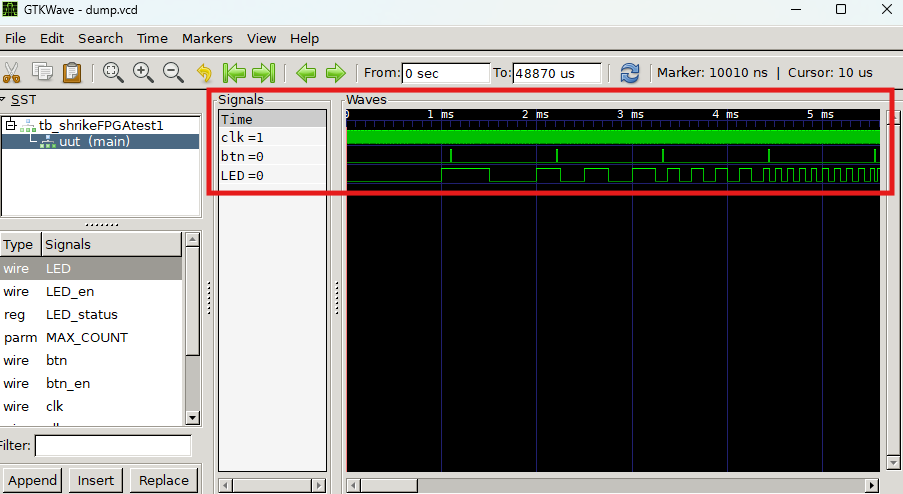 GTKWave - dump.vcd
File Edit Search Time Markers View Help
From: 0 sec To: 48870 us Marker: 10010 ns | Cursor: 10 us
SST
tb_shrikeFPGAtest1
uut (main)
Type Signals
wire LED
wire LED_en
reg LED_status
parm MAX_COUNT
wire btn
wire btn_en
wire clk
Filter:
Append Insert Replace
Signals
Time
clk=1
btn=0
LED=0
Waves
0 1 ms 2 ms 3 ms 4 ms 5 ms